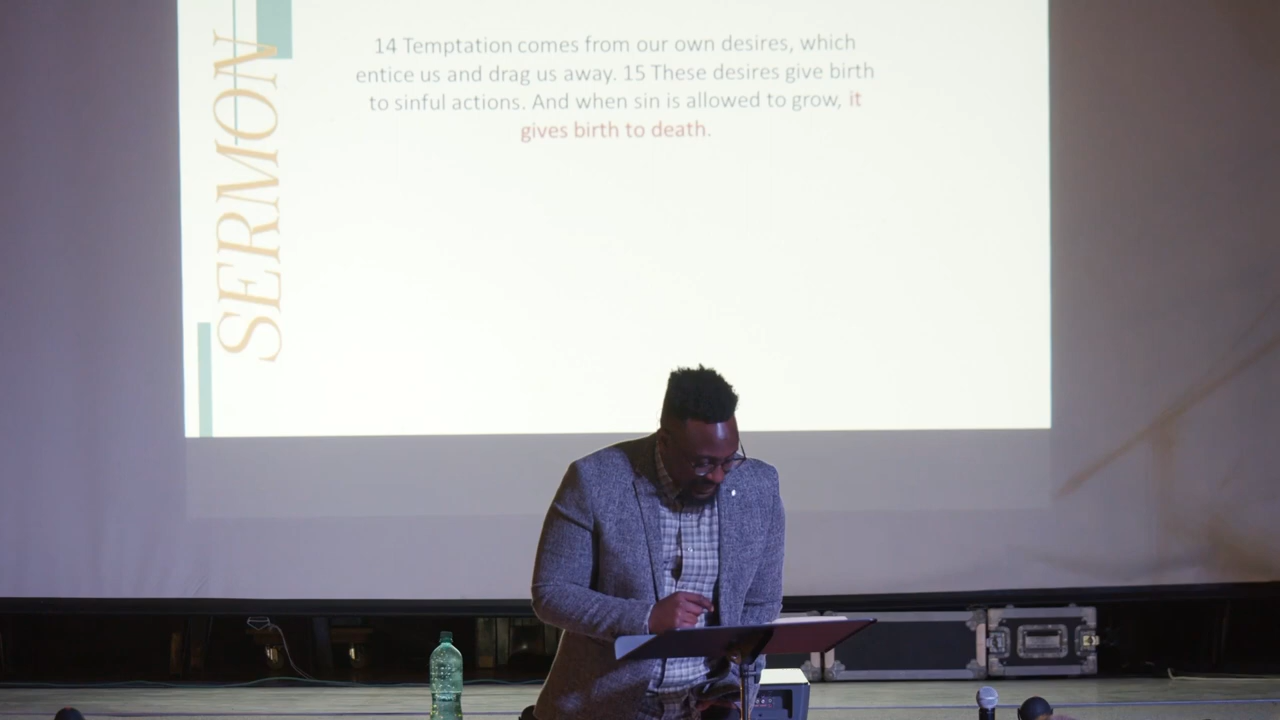 SERMON
14 Temptation comes from our own desires, which
entice us and drag us away. 15 These desires give birth
to sinful actions. And when sin is allowed to grow, it
gives birth to death.